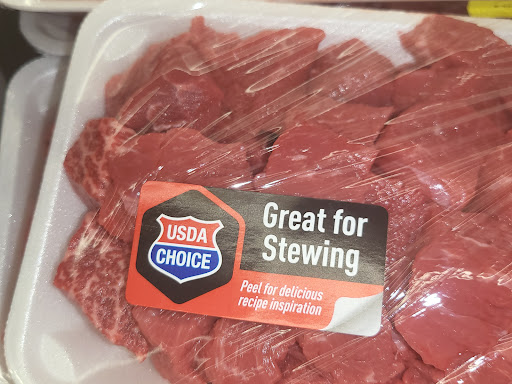 USDA
CHOICE
Great for
Stewing
Peel for delicious
recipe inspiration